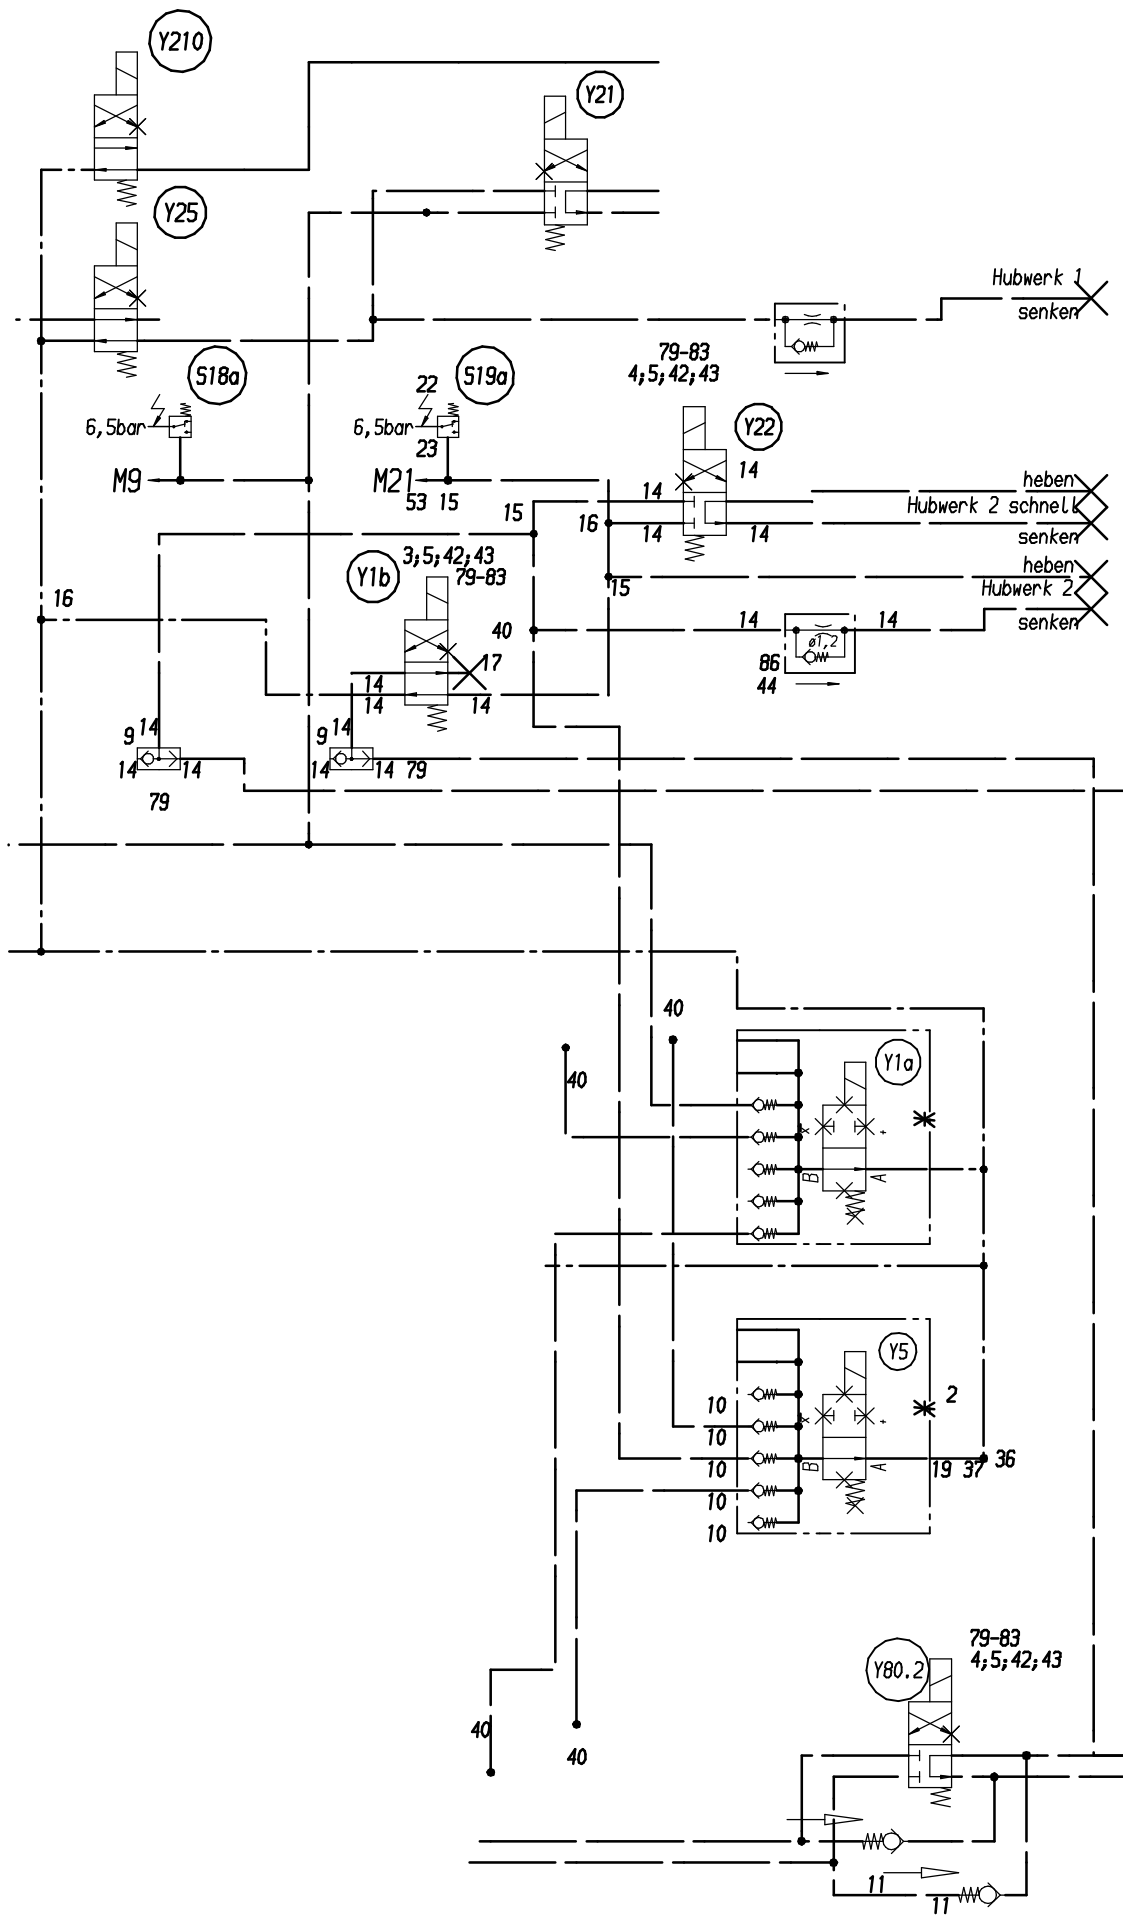 Y210
Y21
Y25
Hubwerk 1
senken
79-83
4;5;42;43
S18a
S19a
22
6,5bar
6,5bar
23
Y22
14
M9
M21
53 15
14
heben
Hubwerk 2 schnell
15
16
14
14
senken
3;5;42;43
79-83
Y1b
heben
15
Hubwerk 2
16
40
14
14
senken
ø1,2
17
86
44
14
14
14
9 14
9 14
14
14
14
14 79
79
40
40
Y1a
x
B
A
Y5
2
10
x
10
10
B
A
19 37 36
10
10
79-83
4;5;42;43
Y80.2
40
40
11
11